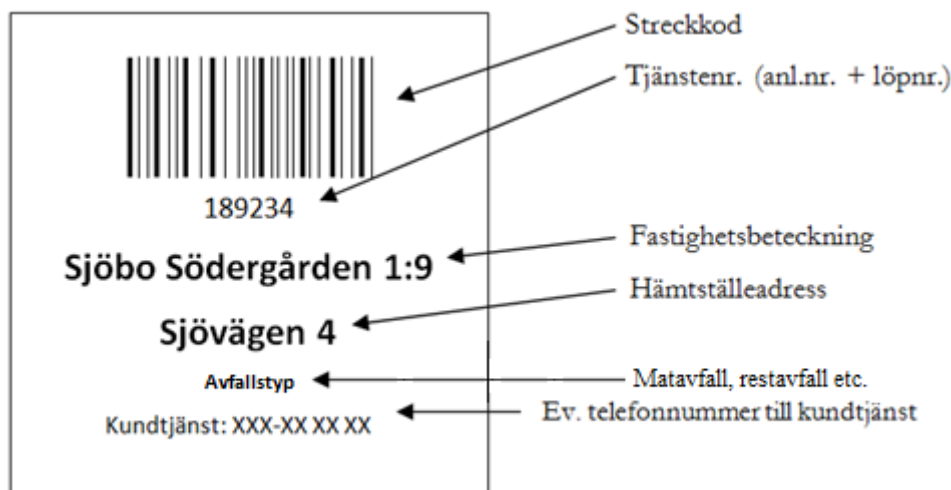 Streckkod
Tjänstenr. (anl.nr. + löpnr.)
189234
Fastighetsbeteckning
Sjöbo Södergården 1:9
Hämtställeadress
Sjövägen 4
Avfallstyp
Matavfall, restavfall etc.
Ev. telefonnummer till kundtjänst
Kundtjänst: XXX-XX XX XX